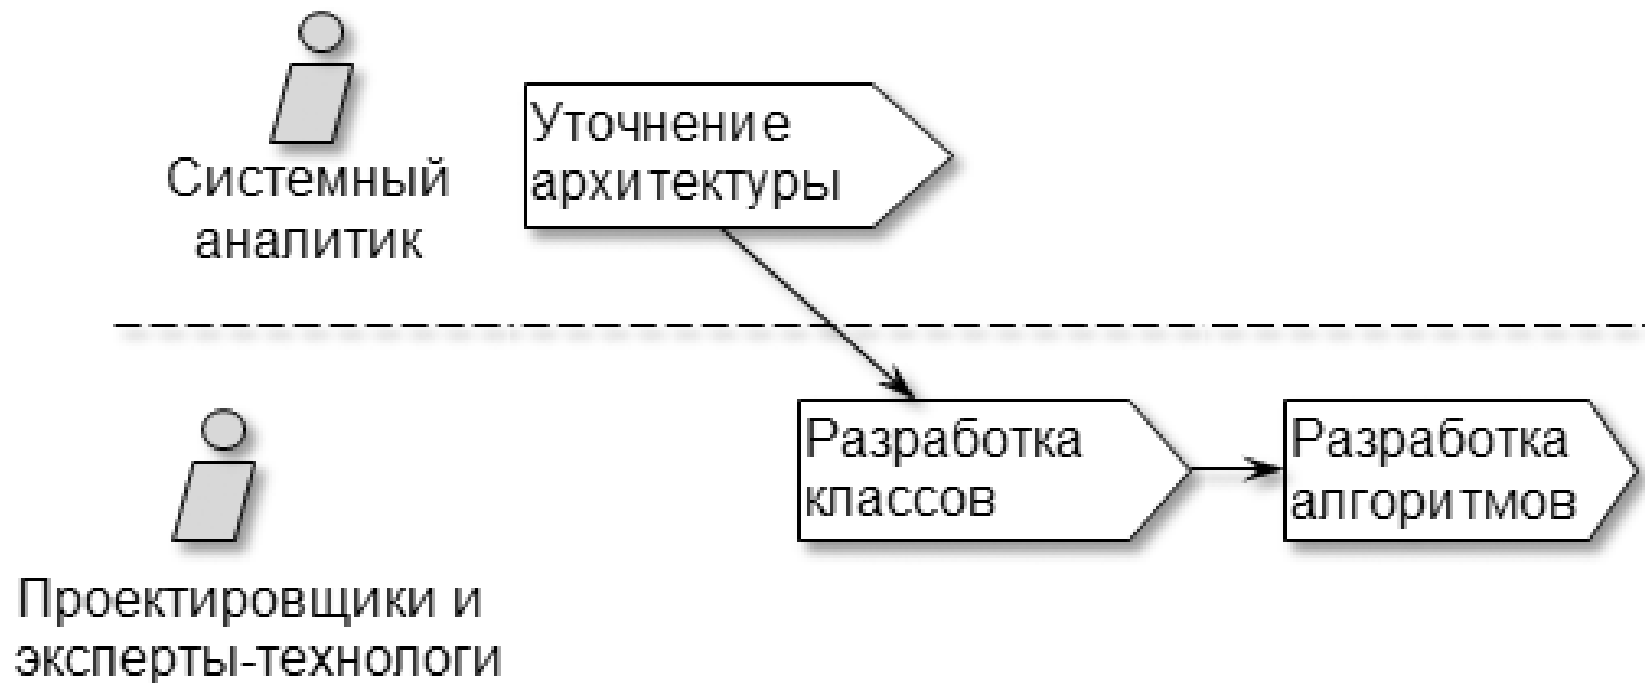 Уточнение
архитектуры
Системный
аналитик
Разработка
классов
Разработка
алгоритмов
Проектировщики и
эксперты-технологи